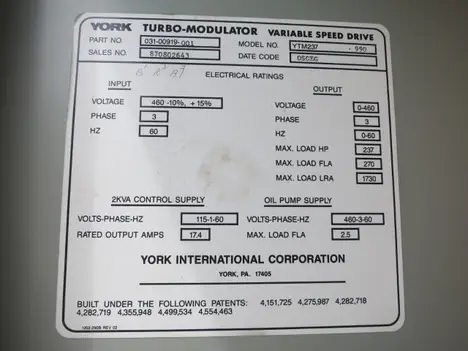 YORK TURBO-MODULATOR VARIABLE SPEED DRIVE
PART NO. 031-00919-001 MODEL NO. YTM237 -990
SALES NO. 870802643 DATE CODE
ELECTRICAL RATINGS
INPUT
VOLTAGE 460 -10%, + 15%
PHASE 3
HZ 60
OUTPUT
VOLTAGE 0-460
PHASE 3
HZ 0-60
MAX. LOAD HP 237
MAX. LOAD FLA 270
MAX. LOAD LRA 1730
2KVA CONTROL SUPPLY
VOLTS-PHASE-HZ 115-1-60
RATED OUTPUT AMPS 17.4
OIL PUMP SUPPLY
VOLTS-PHASE-HZ 460-3-60
MAX. LOAD FLA 2.5
YORK INTERNATIONAL CORPORATION
YORK, PA. 17405
BUILT UNDER THE FOLLOWING PATENTS: 4,151,725 4,275,987 4,282,718
4,282,719 4,355,948 4,499,534 4,554,463